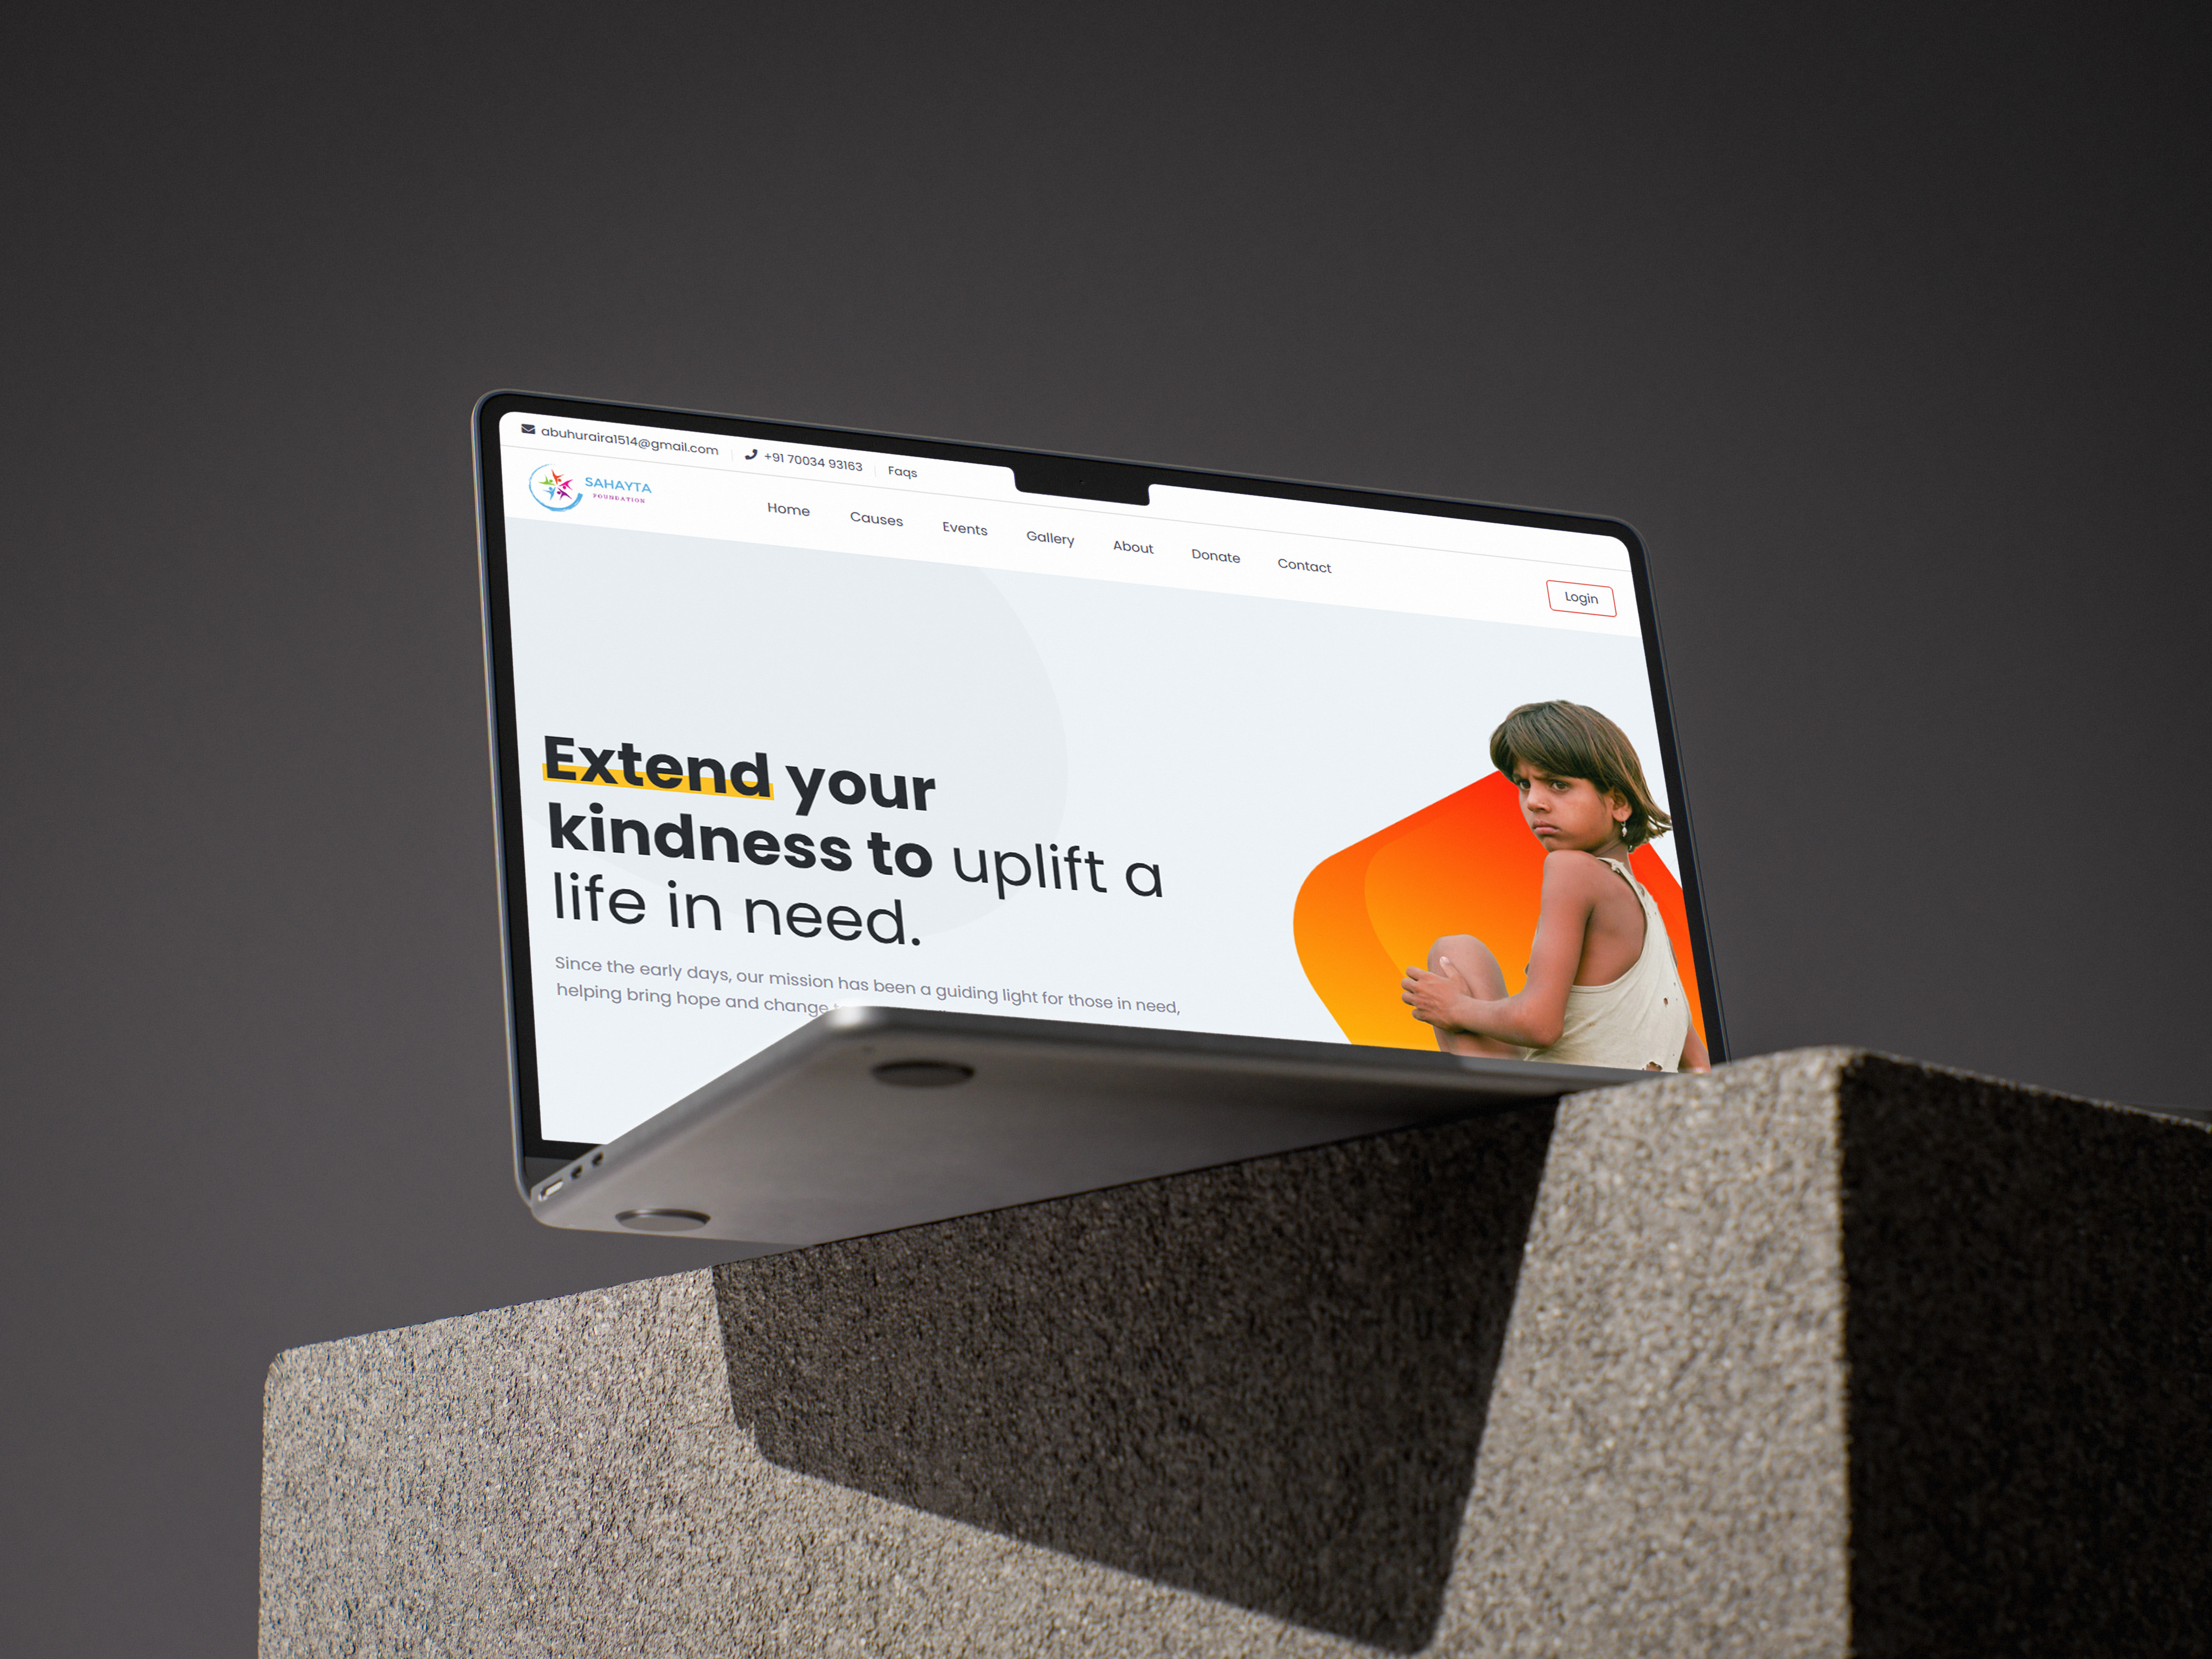 abuhuraira1514@gmail.com
+91 70034 93163
Faqs
SAHAYTA
FOUNDATION
Home
Causes
Events
Gallery
About
Donate
Contact
Login
Extend your
kindness to uplift a
life in need.
Since the early days, our mission has been a guiding light for those in need,
helping bring hope and change